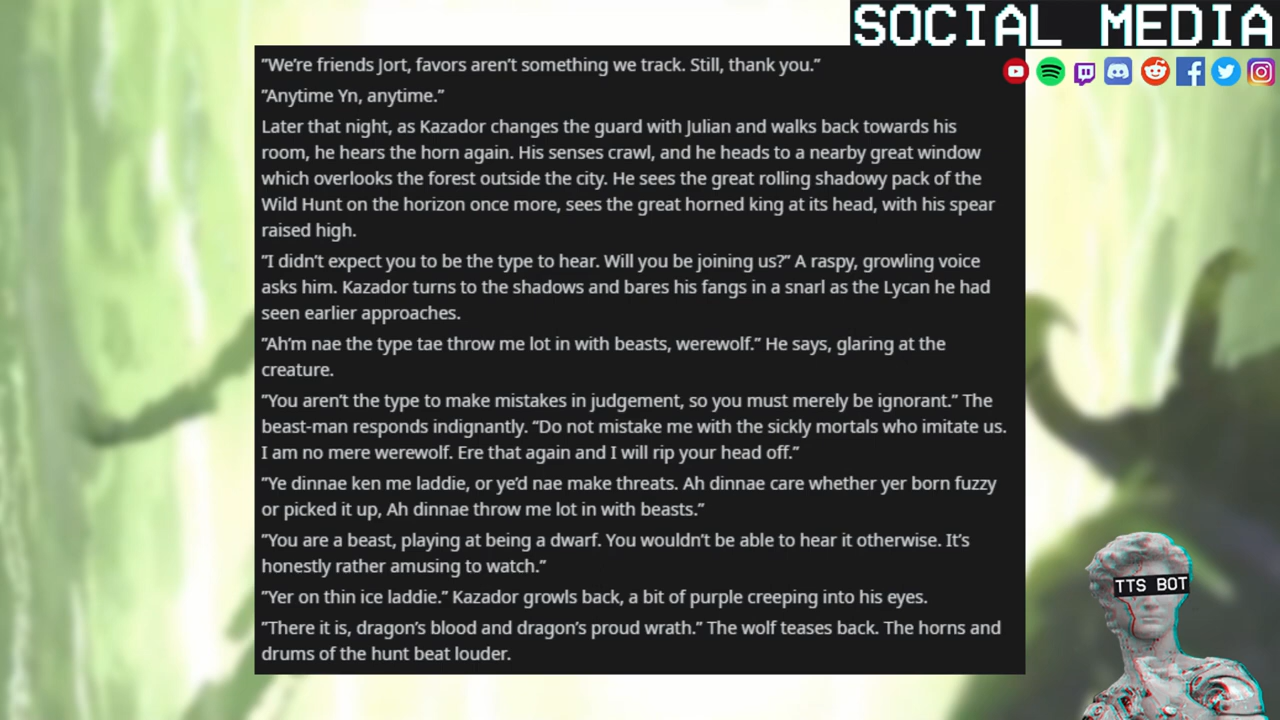 SOCIAL MEDIA
"We're friends Jort, favors aren't something we track. Still, thank you."
"Anytime Yn, anytime."
Later that night, as Kazador changes the guard with Julian and walks back towards his
room, he hears the horn again. His senses crawl, and he heads to a nearby great window
which overlooks the forest outside the city. He sees the great rolling shadowy pack of the
Wild Hunt on the horizon once more, sees the great horned king at its head, with his spear
raised high.
"I didn't expect you to be the type to hear. Will you be joining us?" A raspy, growling voice
asks him. Kazador turns to the shadows and bares his fangs in a snarl as the Lycan he had
seen earlier approaches.
"Ah'm nae the type tae throw me lot in with beasts, werewolf." He says, glaring at the
creature.
"You aren't the type to make mistakes in judgement, so you must merely be ignorant." The
beast-man responds indignantly. "Do not mistake me with the sickly mortals who imitate us.
I am no mere werewolf. Ere that again and I will rip your head off."
"Ye dinnae ken me laddie, or ye'd nae make threats. Ah dinnae care whether yer born fuzzy
or picked it up, Ah dinnae throw me lot in with beasts."
"You are a beast, playing at being a dwarf. You wouldn't be able to hear it otherwise. It's
honestly rather amusing to watch."
"Yer on thin ice laddie." Kazador growls back, a bit of purple creeping into his eyes.
"There it is, dragon's blood and dragon's proud wrath." The wolf teases back. The horns and
drums of the hunt beat louder.
TTS BOT